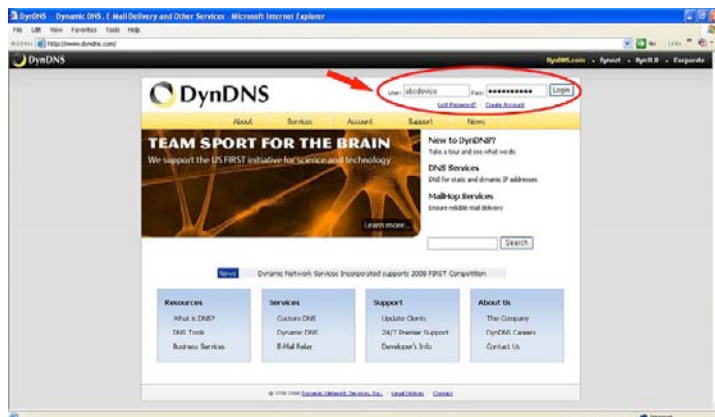 DynDNS - Dynamic DNS, E-Mail Delivery and Other Services - Microsoft Internet Explorer
File Edit View Favorites Tools Help
Address http://www.dyndns.com/ Go Links
DynDNS DynDNS.com Dynect Corporate
DynDNS User: abcdevice Pass: •••••••••• Login
Lost Password? - Create Account
About Services Account Support News
TEAM SPORT FOR THE BRAIN
We support the US FIRST initiative for science and technology
Learn more...
New to DynDNS?
Take a tour and see what we do
DNS Services
DNS for static and dynamic IP addresses
MailHop Services
Ensure reliable mail delivery
Search
News Dynamic Network Services Incorporated supports 2008 FIRST Competition
Resources
What is DNS?
DNS Tools
Business Services
Services
Custom DNS
Dynamic DNS
E-Mail Relay
Support
Update Clients
24/7 Premier Support
Developer's Info
About Us
The Company
DynDNS Careers
Contact Us
Dynamic Network Services, Inc. - Legal Notices - Contact
Internet